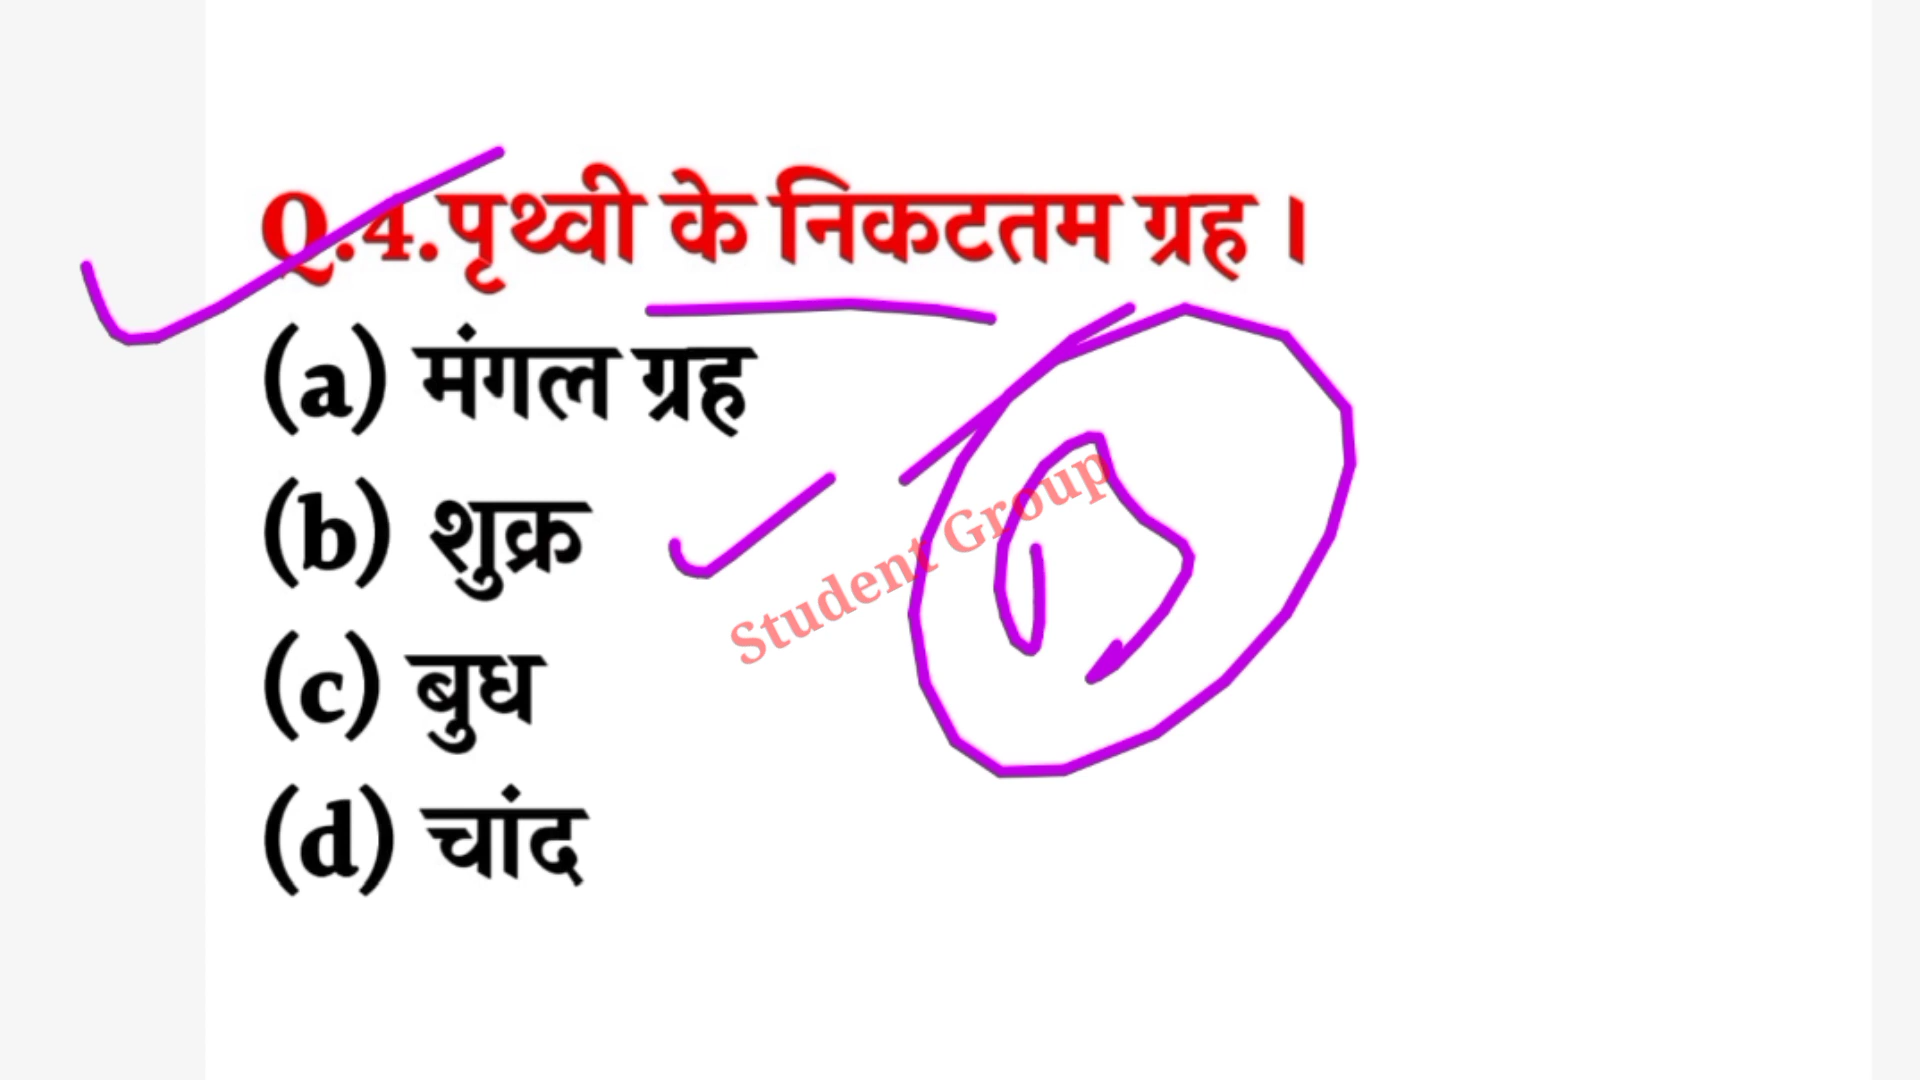 Q.4.पृथ्वी के निकटतम ग्रह ।
(a) मंगल ग्रह
(b) शुक्र
Student Group
(c) बुध
(d) चांद